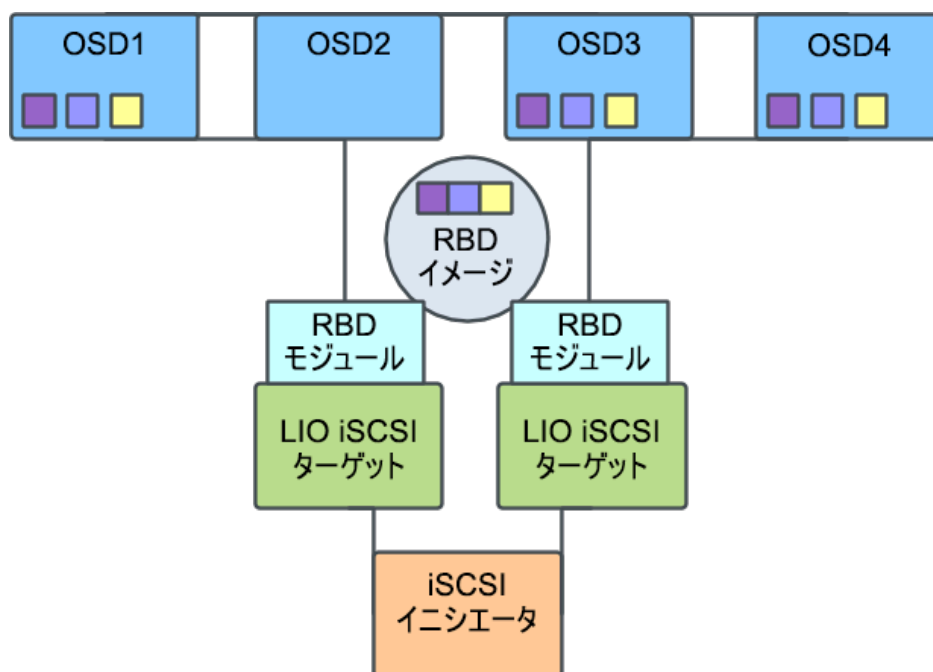 OSD1
OSD2
OSD3
OSD4
RBD
イメージ
RBD
モジュール
RBD
モジュール
LIO iSCSI
ターゲット
LIO iSCSI
ターゲット
iSCSI
イニシエータ